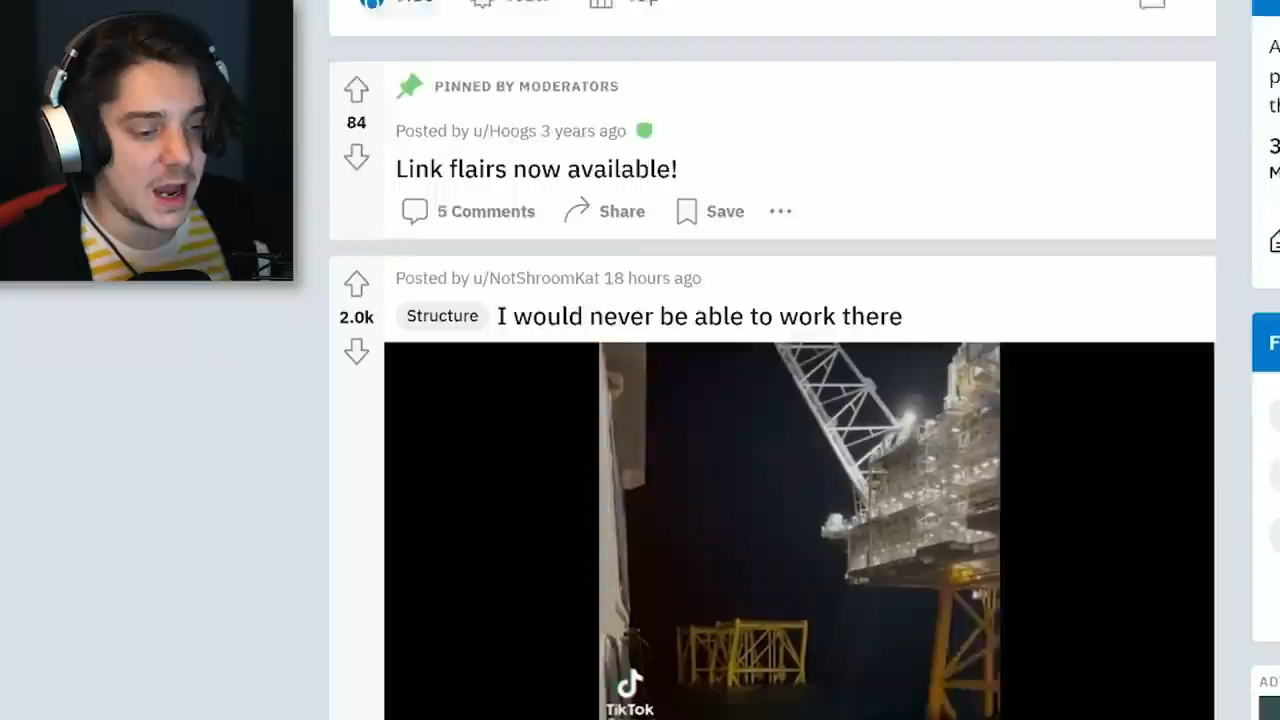 PINNED BY MODERATORS
84
Posted by u/Hoogs 3 years ago
Link flairs now available!
5 Comments
Share
Save
Posted by u/NotShroomKat 18 hours ago
2.0k
Structure
I would never be able to work there
TikTok
AD